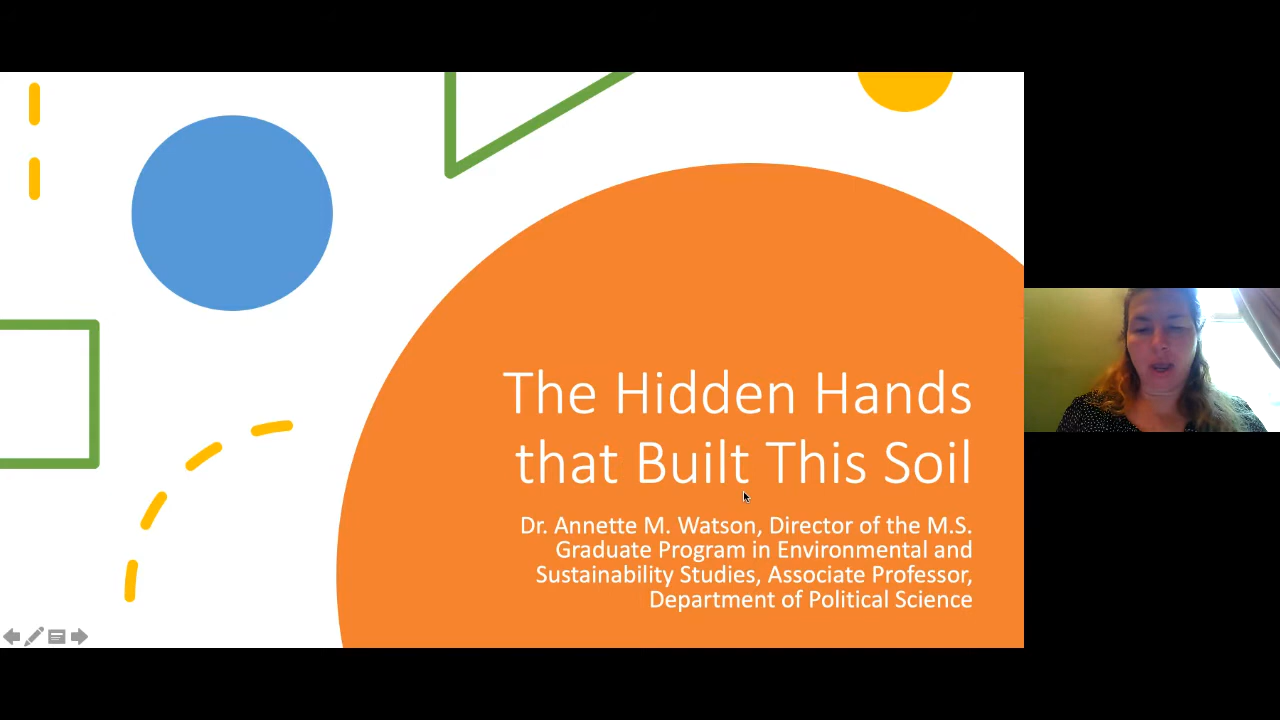 The Hidden Hands
that Built This Soil
Dr. Annette M. Watson, Director of the M.S.
Graduate Program in Environmental and
Sustainability Studies, Associate Professor,
Department of Political Science